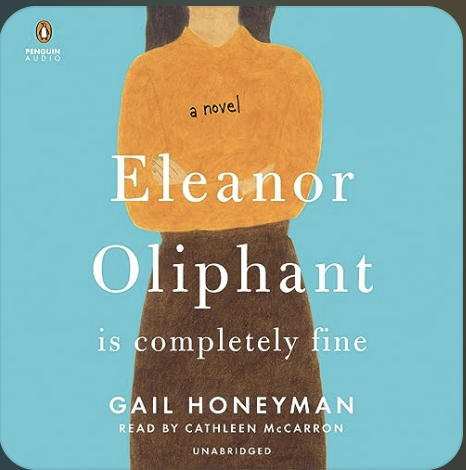 PENGUIN
AUDIO
a novel
Eleanor
Oliphant
is completely fine
GAIL HONEYMAN
READ BY CATHLEEN McCARRON
UNABRIDGED